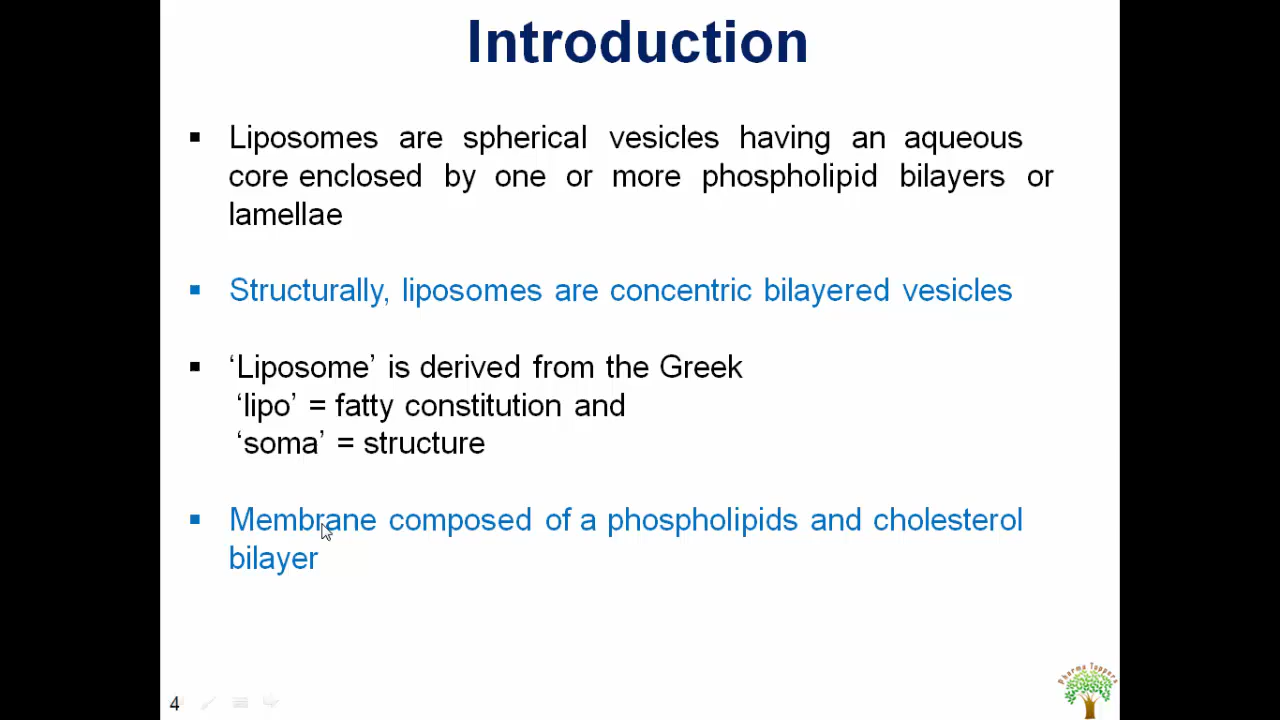 Introduction
▪ Liposomes are spherical vesicles having an aqueous
core enclosed by one or more phospholipid bilayers or
lamellae
▪ Structurally, liposomes are concentric bilayered vesicles
▪ ‘Liposome’ is derived from the Greek
‘lipo’ = fatty constitution and
‘soma’ = structure
▪ Membrane composed of a phospholipids and cholesterol
bilayer
4
Pharma Toppers